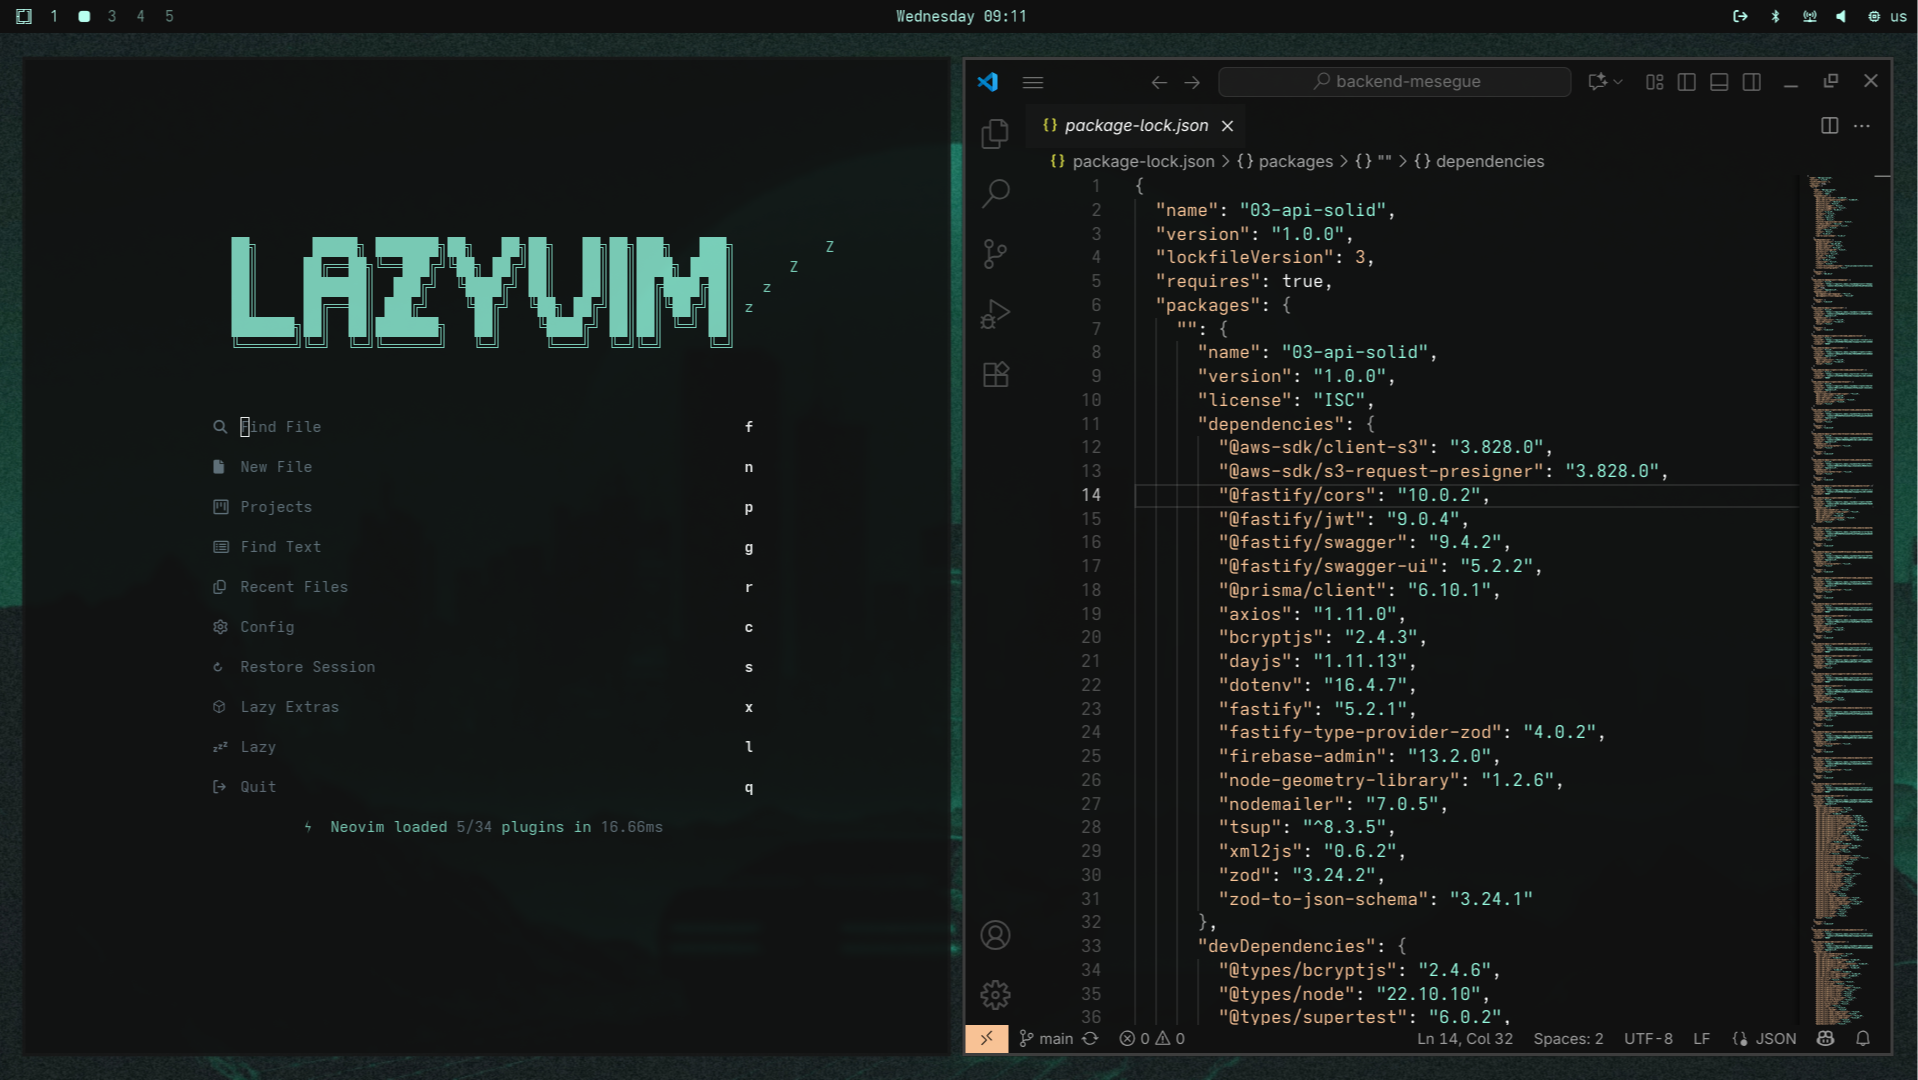 1 3 4 5
Wednesday 09:11
us
LAZYVIM
z
z
z
z
Find File f
New File n
Projects p
Find Text g
Recent Files r
Config c
Restore Session s
Lazy Extras x
Lazy l
Quit q
Neovim loaded 5/34 plugins in 16.66ms
backend-mesegue
{} package-lock.json
{} package-lock.json > {} packages > {} "" > {} dependencies
1 {
2 "name": "03-api-solid",
3 "version": "1.0.0",
4 "lockfileVersion": 3,
5 "requires": true,
6 "packages": {
7 "": {
8 "name": "03-api-solid",
9 "version": "1.0.0",
10 "license": "ISC",
11 "dependencies": {
12 "@aws-sdk/client-s3": "3.828.0",
13 "@aws-sdk/s3-request-presigner": "3.828.0",
14 "@fastify/cors": "10.0.2",
15 "@fastify/jwt": "9.0.4",
16 "@fastify/swagger": "9.4.2",
17 "@fastify/swagger-ui": "5.2.2",
18 "@prisma/client": "6.10.1",
19 "axios": "1.11.0",
20 "bcryptjs": "2.4.3",
21 "dayjs": "1.11.13",
22 "dotenv": "16.4.7",
23 "fastify": "5.2.1",
24 "fastify-type-provider-zod": "4.0.2",
25 "firebase-admin": "13.2.0",
26 "node-geometry-library": "1.2.6",
27 "nodemailer": "7.0.5",
28 "tsup": "^8.3.5",
29 "xml2js": "0.6.2",
30 "zod": "3.24.2",
31 "zod-to-json-schema": "3.24.1"
32 },
33 "devDependencies": {
34 "@types/bcryptjs": "2.4.6",
35 "@types/node": "22.10.10",
36 "@types/supertest": "6.0.2",
main 0 0 Ln 14, Col 32 Spaces: 2 UTF-8 LF {} JSON